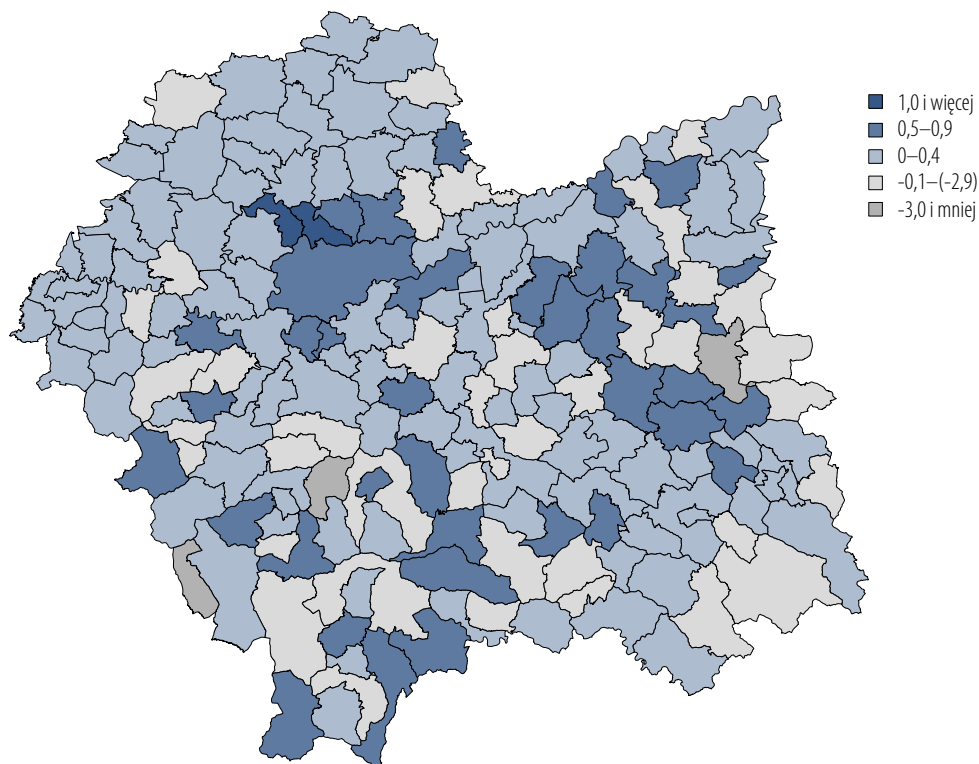 1,0 i więcej
0,5–0,9
0–0,4
-0,1–(-2,9)
-3,0 i mniej